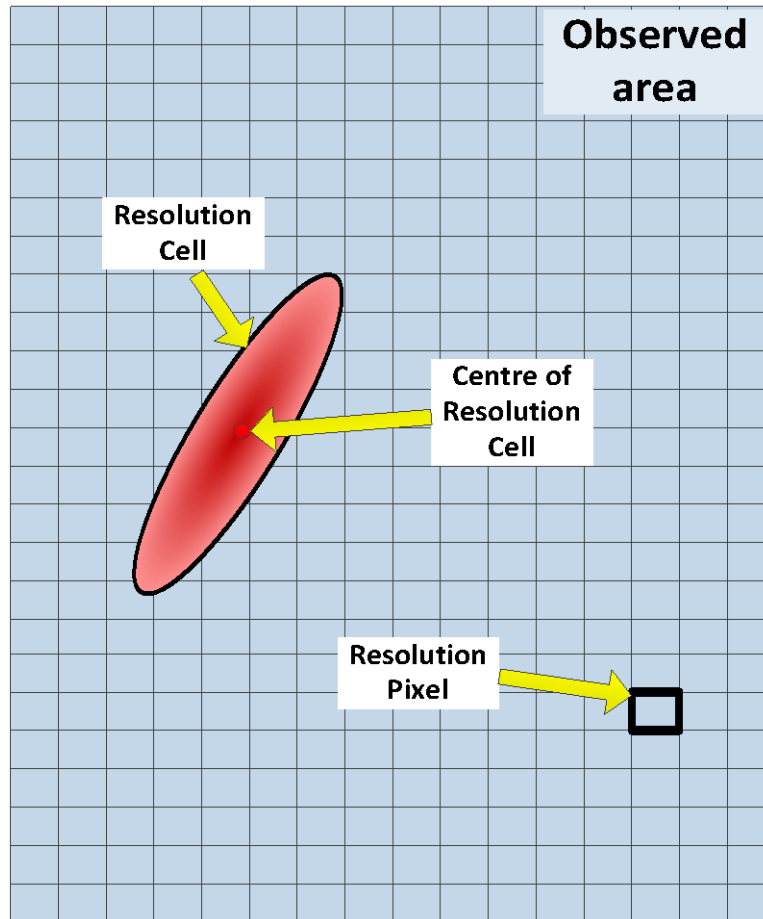 Observed
area
Resolution
Cell
Centre of
Resolution
Cell
Resolution
Pixel